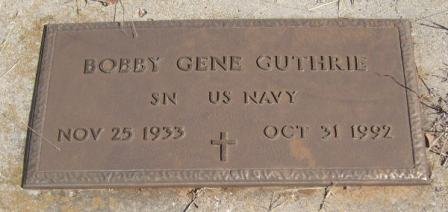 BOBBY GENE GUTHRIE
SN US NAVY
NOV 25 1933 OCT 31 1992